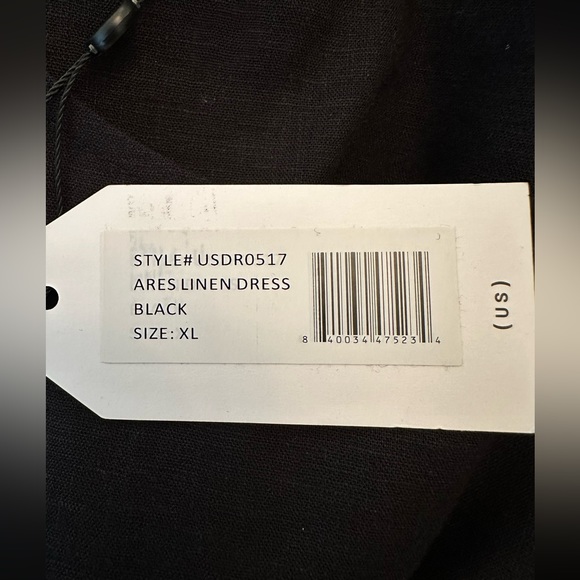 STYLE# USDR0517
ARES LINEN DRESS
BLACK
SIZE: XL
8 40034 47523 4
(US)